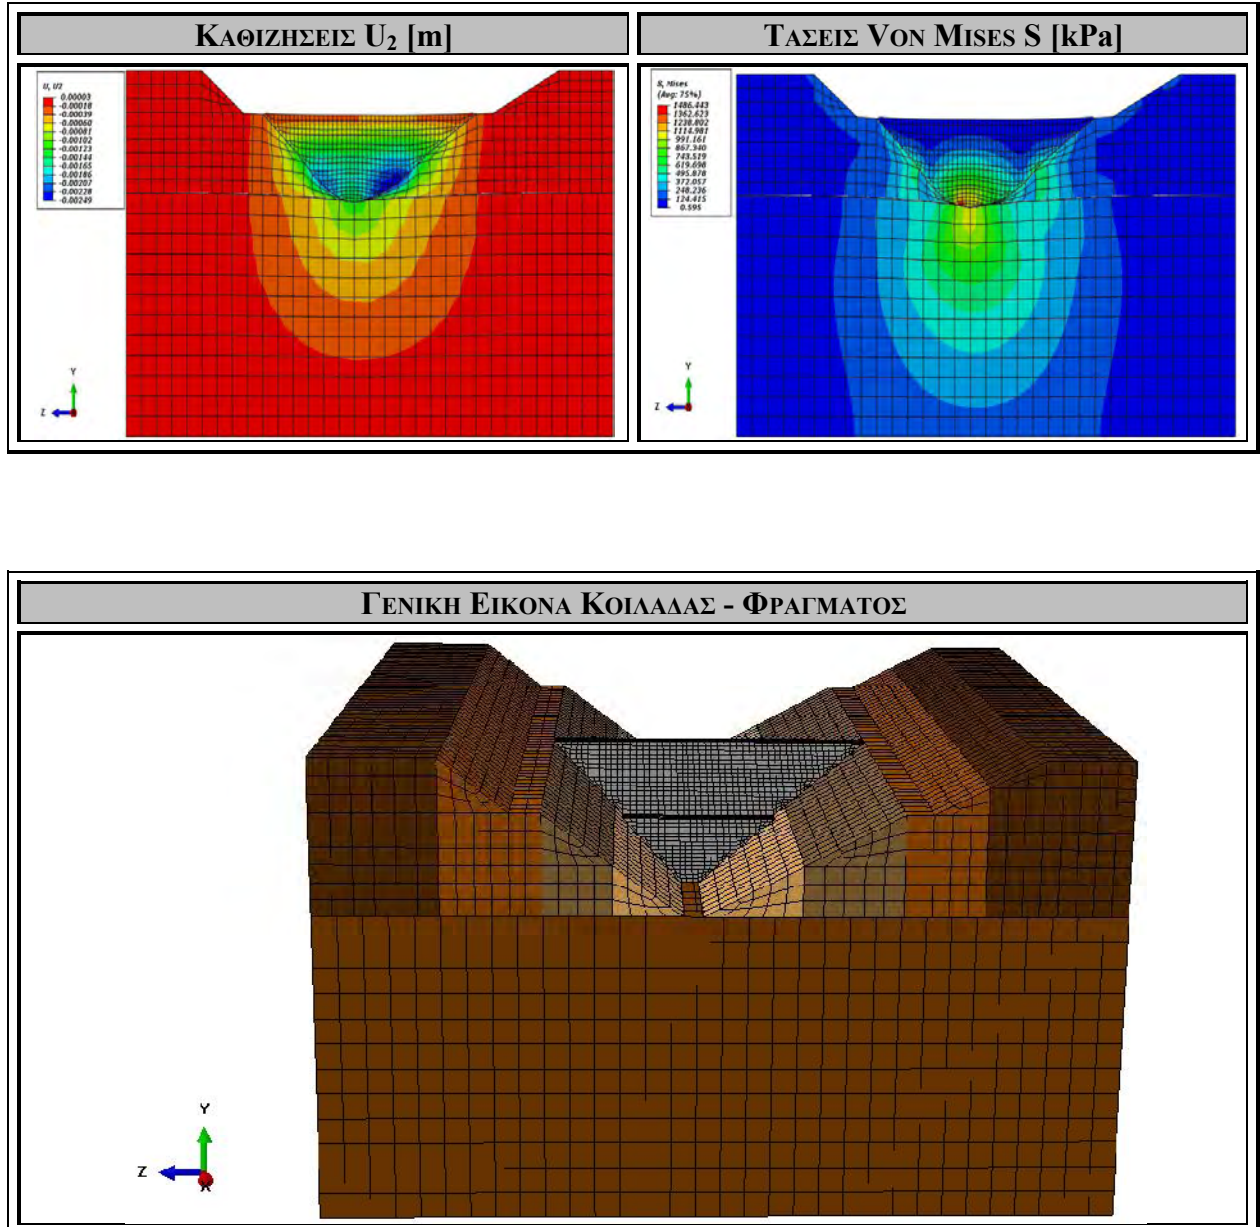 ΚΑΘΙΖΗΣΕΙΣ U₂ [m]
U, U2
0.00003
-0.00018
-0.00039
-0.00060
-0.00081
-0.00102
-0.00123
-0.00144
-0.00165
-0.00186
-0.00207
-0.00228
-0.00249
Y
Z
ΤΑΣΕΙΣ VON MISES S [kPa]
S, Mises
(Avg: 75%)
1486.443
1362.623
1238.802
1114.981
991.161
867.340
743.519
619.698
495.878
372.057
248.236
124.415
0.595
Y
Z
ΓΕΝΙΚΗ ΕΙΚΟΝΑ ΚΟΙΛΑΔΑΣ - ΦΡΑΓΜΑΤΟΣ
Y
Z
X